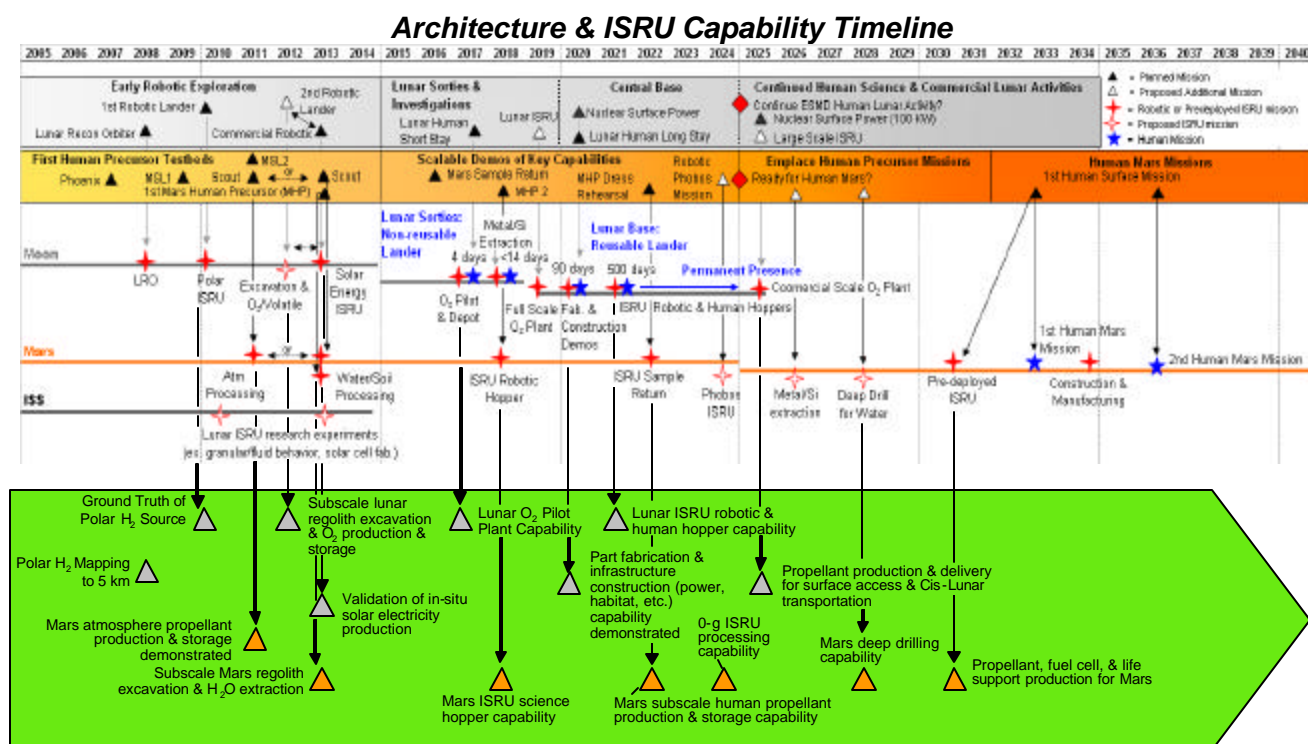 Architecture & ISRU Capability Timeline
2005 2006 2007 2008 2009 2010 2011 2012 2013 2014 2015 2016 2017 2018 2019 2020 2021 2022 2023 2024 2025 2026 2027 2028 2029 2030 2031 2032 2033 2034 2035 2036 2037 2038 2039 2040
Early Robotic Exploration
1st Robotic Lander
2nd Robotic
Lander
Lunar Recon Orbiter
Commercial Robotic
Lunar Sorties &
Investigations
Lunar Human
Short Stay
Lunar ISRU
Central Base
Nuclear Surface Power
Lunar Human Long Stay
Continued Human Science & Commercial Lunar Activities
Continue ESMD Human Lunar Activity?
Nuclear Surface Power (100 kW)
Large Scale ISRU
= Planned Mission
= Proposed Additional Mission
= Robotic or Predeployed ISRU mission
= Proposed ISRU mission
= Human Mission
First Human Precursor Testbeds
Phoenix
MSL1
MSL2
Scout
or
Scout
1st Mars Human Precursor (MHP)
Scalable Demos of Key Capabilities
Mars Sample Return
MHP 2
MHP Dress
Rehearsal
Robotic
Phobos
Mission
Emplace Human Precursor Missions
Ready for Human Mars?
Human Mars Missions
1st Human Surface Mission
Moon
LRO
Polar
ISRU
Excavation &
O2/Volatile
Solar
Energy
ISRU
Lunar Sorties:
Non-reusable
Lander
Metal/Si
Extraction
4 days
<14 days
O2 Pilot
& Depot
Full Scale
O2 Plant
90 days
Fab. &
Construction
Demos
Lunar Base:
Reusable Lander
500 days
Permanent Presence
ISRU Robotic & Human Hoppers
Coomercial Scale O2 Plant
Mars
or
Atm
Processing
Water/Soil
Processing
ISRU Robotic
Hopper
ISRU Sample
Return
Phobos
ISRU
Metal/Si
extraction
Deep Drill
for Water
Pre-deployed
ISRU
1st Human Mars
Mission
Construction &
Manufacturing
2nd Human Mars Mission
ISS
Lunar ISRU research experiments
(es. granular/fluid behavior, solar cell fab.)
Ground Truth of
Polar H2 Source
Polar H2 Mapping
to 5 km
Subscale lunar
regolith excavation
& O2 production &
storage
Validation of in-situ
solar electricity
production
Mars atmosphere propellant
production & storage
demonstrated
Subscale Mars regolith
excavation & H2O extraction
Lunar O2 Pilot
Plant Capability
Mars ISRU science
hopper capability
Lunar ISRU robotic &
human hopper capability
Part fabrication &
infrastructure
construction (power,
habitat, etc.)
capability
demonstrated
0-g ISRU
processing
capability
Mars subscale human propellant
production & storage capability
Propellant production & delivery
for surface access & Cis-Lunar
transportation
Mars deep drilling
capability
Propellant, fuel cell, & life
support production for Mars